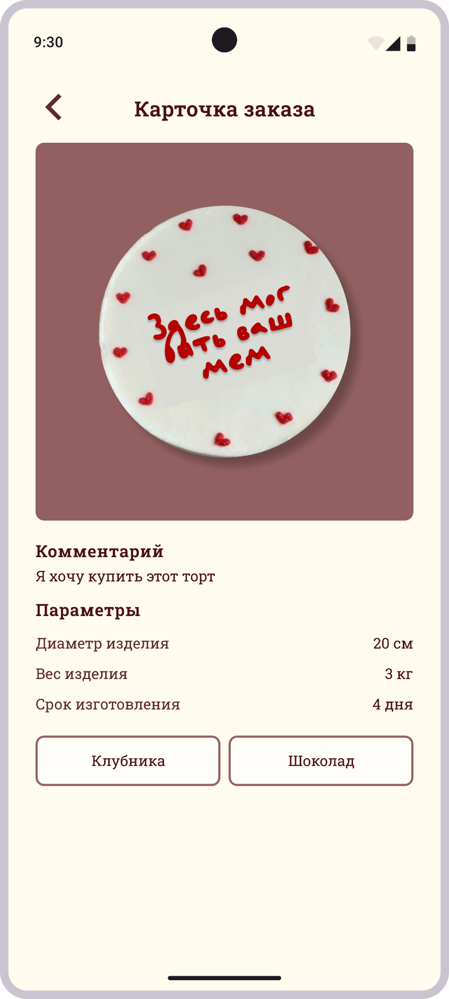 9:30
Карточка заказа
Здесь мог
бить ваш
мем
Комментарий
Я хочу купить этот торт
Параметры
Диаметр изделия 20 см
Вес изделия 3 кг
Срок изготовления 4 дня
Клубника Шоколад